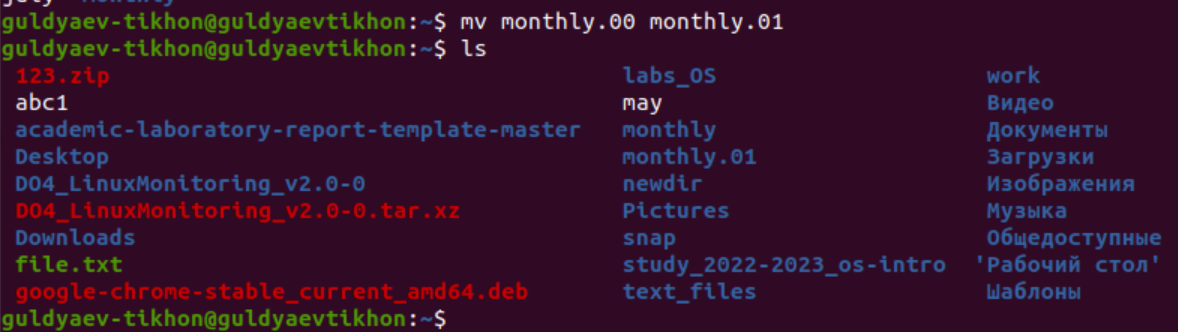 guldyaev-tikhon@guldyaevtikhon:~$ mv monthly.00 monthly.01
guldyaev-tikhon@guldyaevtikhon:~$ ls
123.zip labs_OS work
abc1 may Видео
academic-laboratory-report-template-master monthly Документы
Desktop monthly.01 Загрузки
DO4_LinuxMonitoring_v2.0-0 newdir Изображения
DO4_LinuxMonitoring_v2.0-0.tar.xz Pictures Музыка
Downloads snap Общедоступные
file.txt study_2022-2023_os-intro 'Рабочий стол'
google-chrome-stable_current_amd64.deb text_files Шаблоны
guldyaev-tikhon@guldyaevtikhon:~$